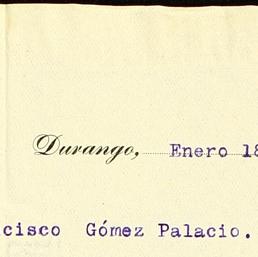 Durango, Enero 18
cisco Gómez Palacio.